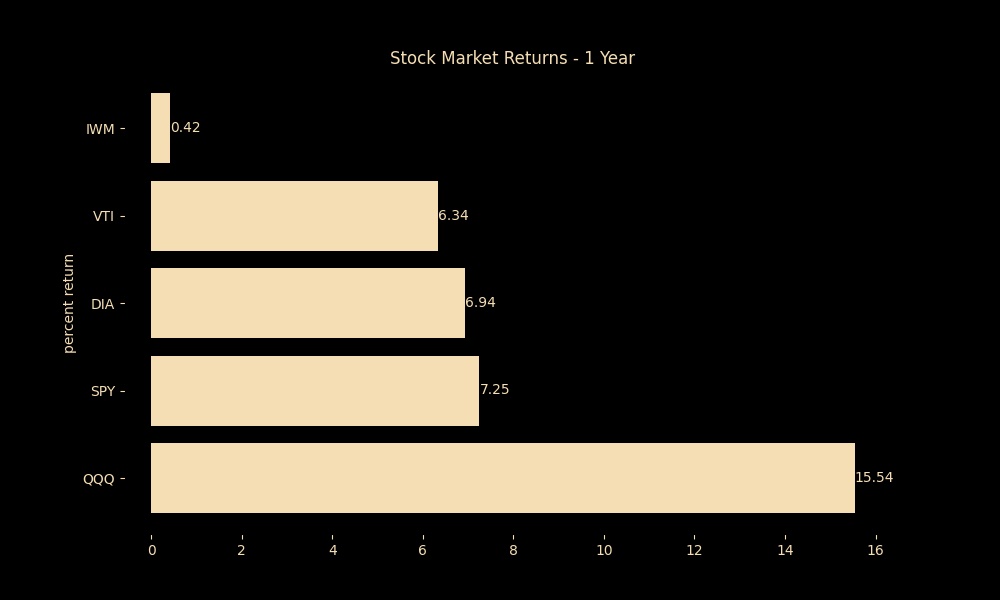 Stock Market Returns - 1 Year
IWM
0.42
VTI
6.34
percent return
DIA
6.94
SPY
7.25
QQQ
15.54
0 2 4 6 8 10 12 14 16